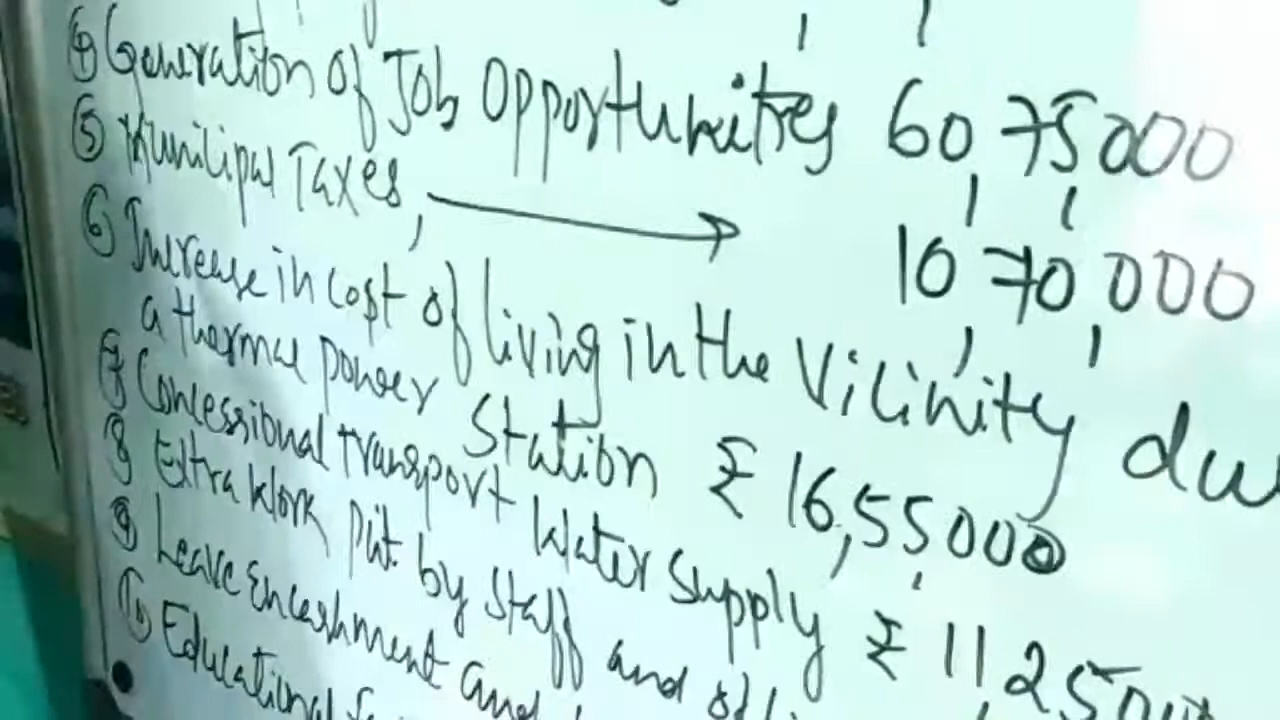 ④ Generation of Job Opportunities 60,75,000
⑤ Municipal Taxes, → 10,70,000
⑥ Increase in cost of living in the Vicinity du
a thermal power Station ₹ 16,55,000
⑦ Concessional transport Water Supply ₹ 11,25,0
⑧ Extra Work Put by Staff and
⑨ Leave Encashment and
⑩ Educational